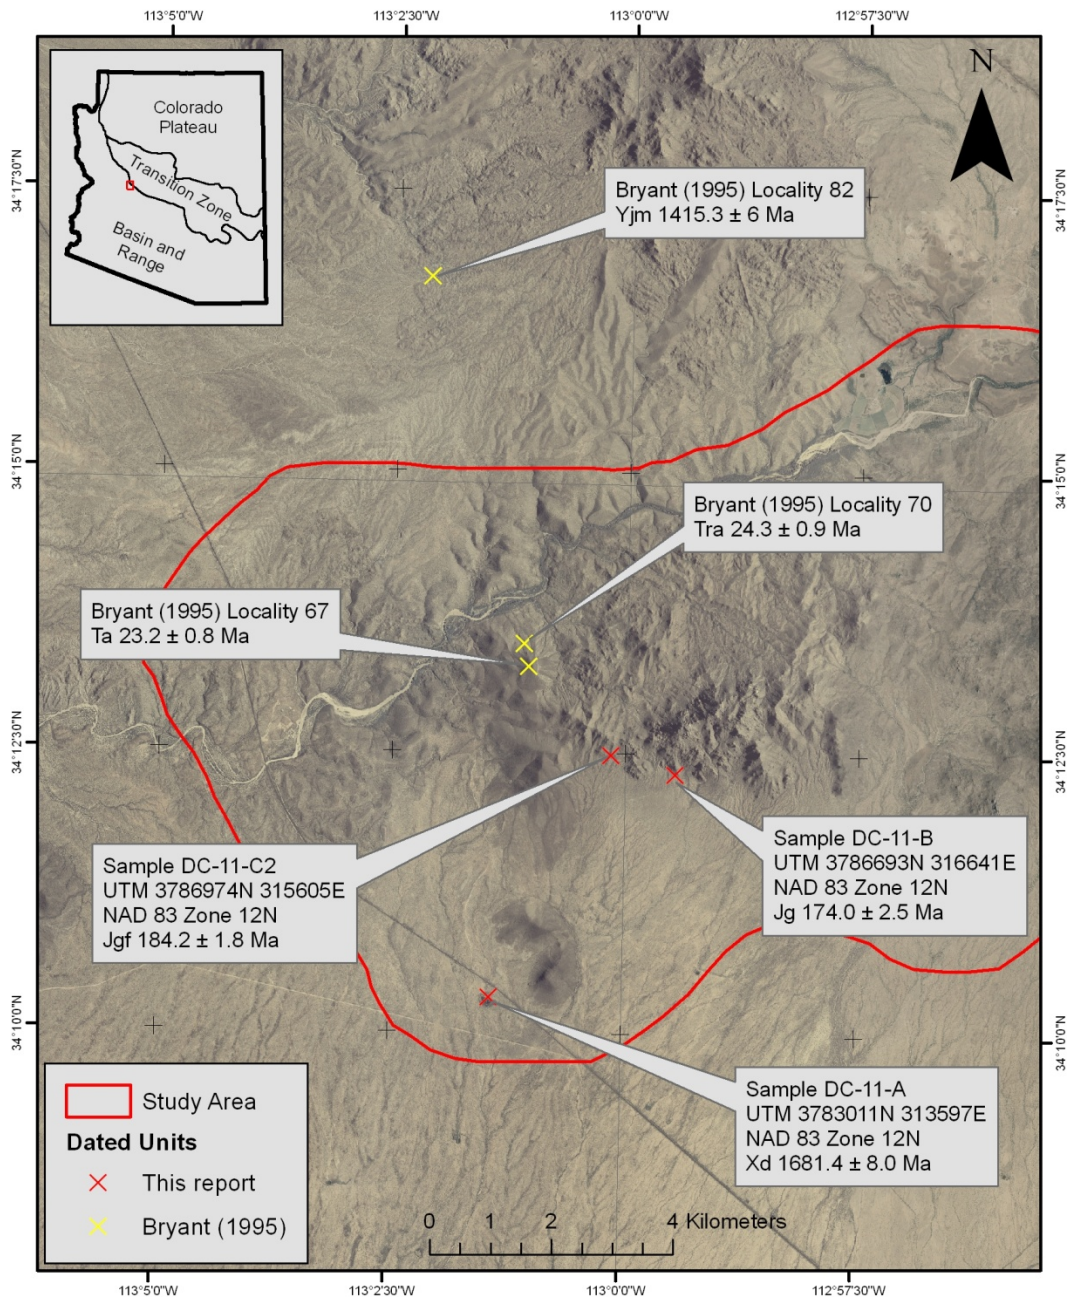 113°5'0"W
113°2'30"W
113°0'0"W
112°57'30"W
N
Colorado
Plateau
Transition Zone
Basin and
Range
34°17'30"N
34°17'30"N
Bryant (1995) Locality 82
Yjm 1415.3 ± 6 Ma
34°15'0"N
34°15'0"N
Bryant (1995) Locality 70
Tra 24.3 ± 0.9 Ma
Bryant (1995) Locality 67
Ta 23.2 ± 0.8 Ma
34°12'30"N
34°12'30"N
Sample DC-11-C2
UTM 3786974N 315605E
NAD 83 Zone 12N
Jgf 184.2 ± 1.8 Ma
Sample DC-11-B
UTM 3786693N 316641E
NAD 83 Zone 12N
Jg 174.0 ± 2.5 Ma
34°10'0"N
34°10'0"N
Sample DC-11-A
UTM 3783011N 313597E
NAD 83 Zone 12N
Xd 1681.4 ± 8.0 Ma
Study Area
Dated Units
This report
Bryant (1995)
0 1 2 4 Kilometers
113°5'0"W
113°2'30"W
113°0'0"W
112°57'30"W